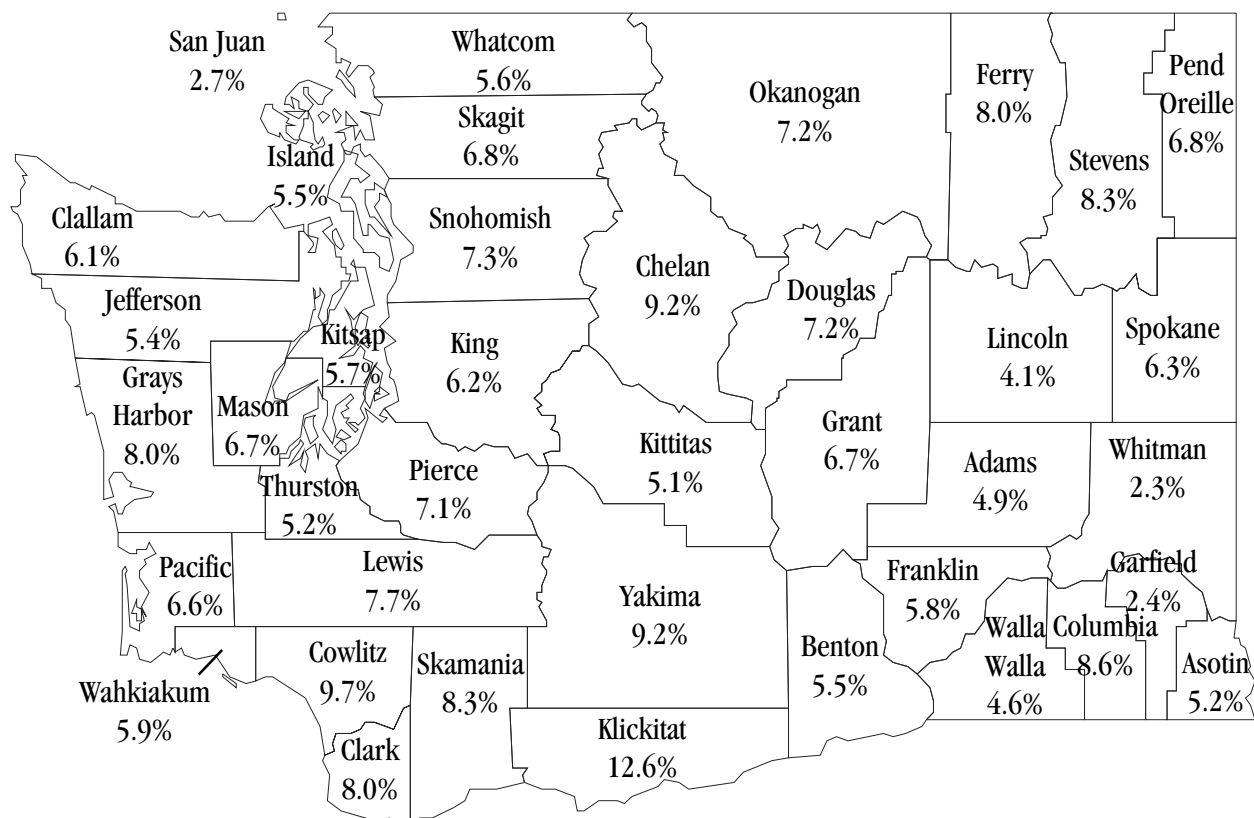 San Juan
2.7%
Whatcom
5.6%
Skagit
6.8%
Island
5.5%
Okanogan
7.2%
Ferry
8.0%
Stevens
8.3%
Pend
Oreille
6.8%
Clallam
6.1%
Snohomish
7.3%
Chelan
9.2%
Douglas
7.2%
Jefferson
5.4%
Kitsap
5.7%
King
6.2%
Lincoln
4.1%
Spokane
6.3%
Grays
Harbor
8.0%
Mason
6.7%
Thurston
5.2%
Pierce
7.1%
Kittitas
5.1%
Grant
6.7%
Adams
4.9%
Whitman
2.3%
Pacific
6.6%
Lewis
7.7%
Yakima
9.2%
Benton
5.5%
Franklin
5.8%
Walla
Walla
4.6%
Columbia
8.6%
Garfield
2.4%
Asotin
5.2%
Wahkiakum
5.9%
Cowlitz
9.7%
Skamania
8.3%
Clark
8.0%
Klickitat
12.6%